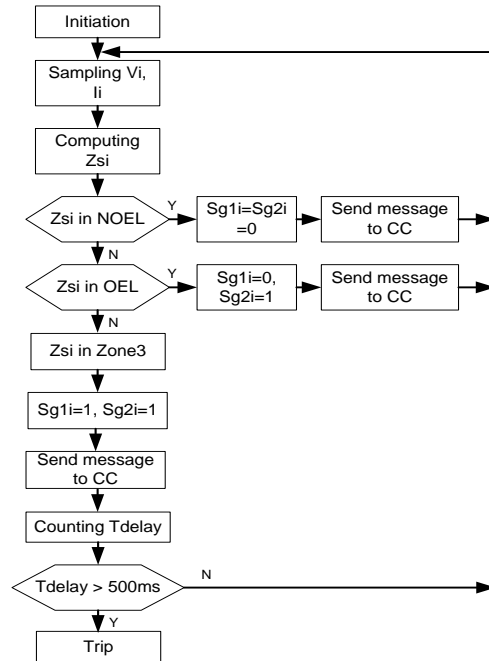 Initiation
Sampling Vi,
Ii
Computing
Zsi
Zsi in NOEL
Y
Sg1i=Sg2i
=0
Send message
to CC
N
Zsi in OEL
Y
Sg1i=0,
Sg2i=1
Send message
to CC
N
Zsi in Zone3
Sg1i=1, Sg2i=1
Send message
to CC
Counting Tdelay
Tdelay > 500ms
N
Y
Trip